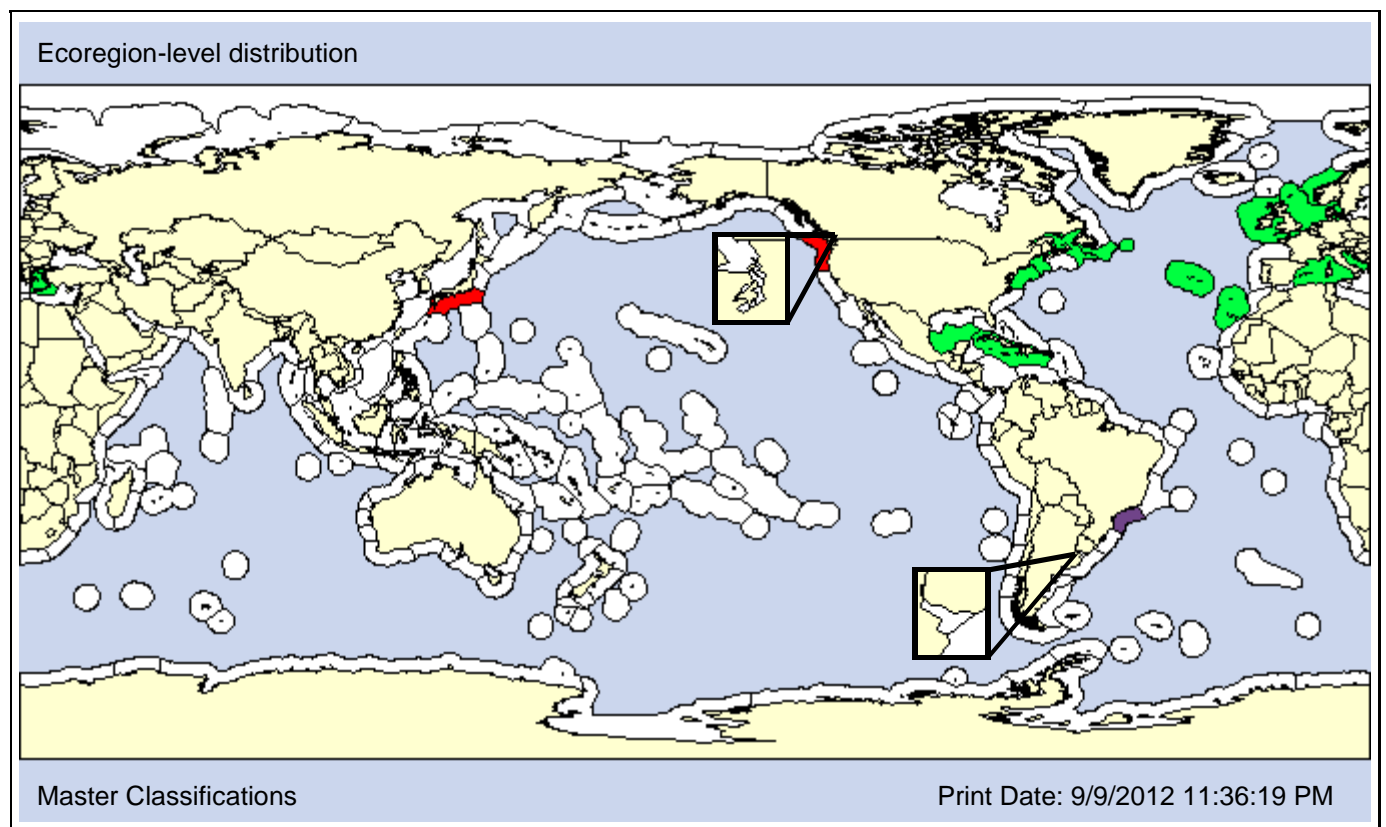 Ecoregion-level distribution
Master Classifications
Print Date: 9/9/2012 11:36:19 PM